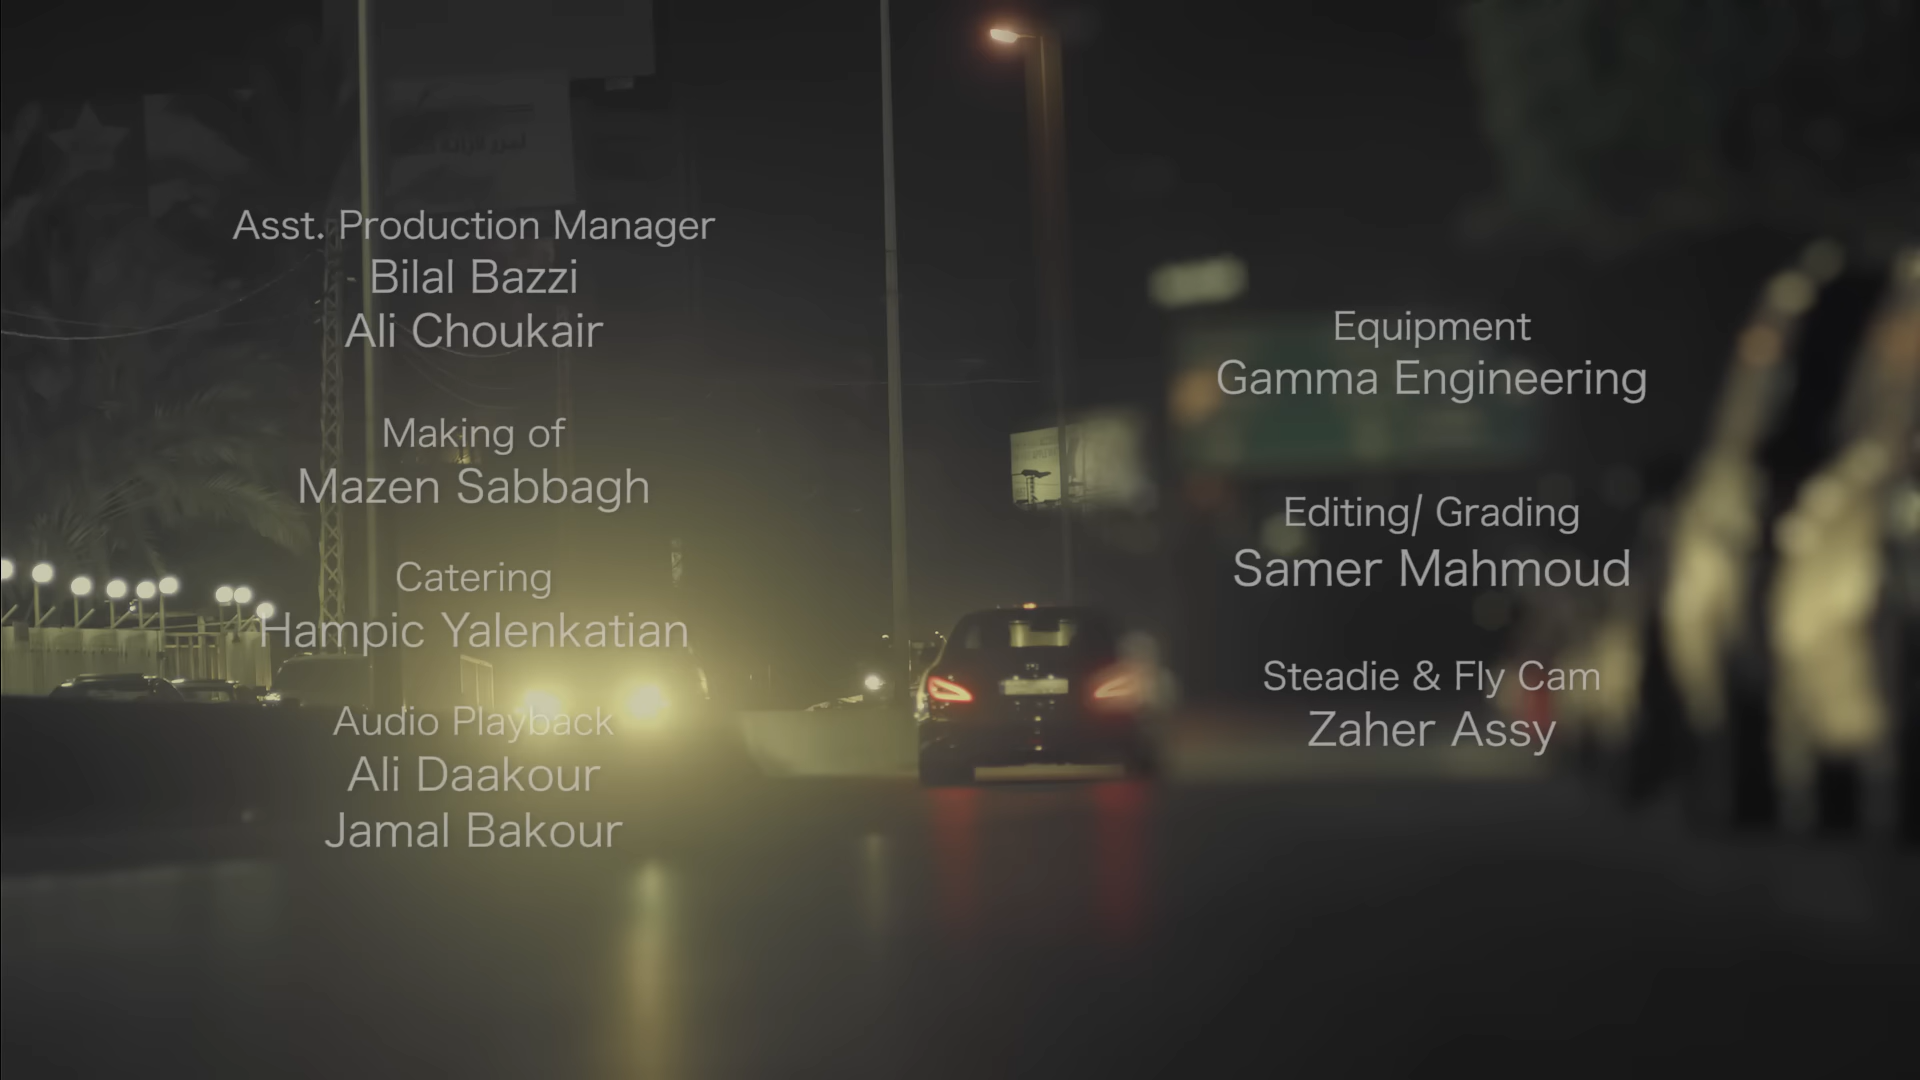 Asst. Production Manager
Bilal Bazzi
Ali Choukair
Making of
Mazen Sabbagh
Catering
Hampic Yalenkatian
Audio Playback
Ali Daakour
Jamal Bakour
Equipment
Gamma Engineering
Editing/ Grading
Samer Mahmoud
Steadie & Fly Cam
Zaher Assy